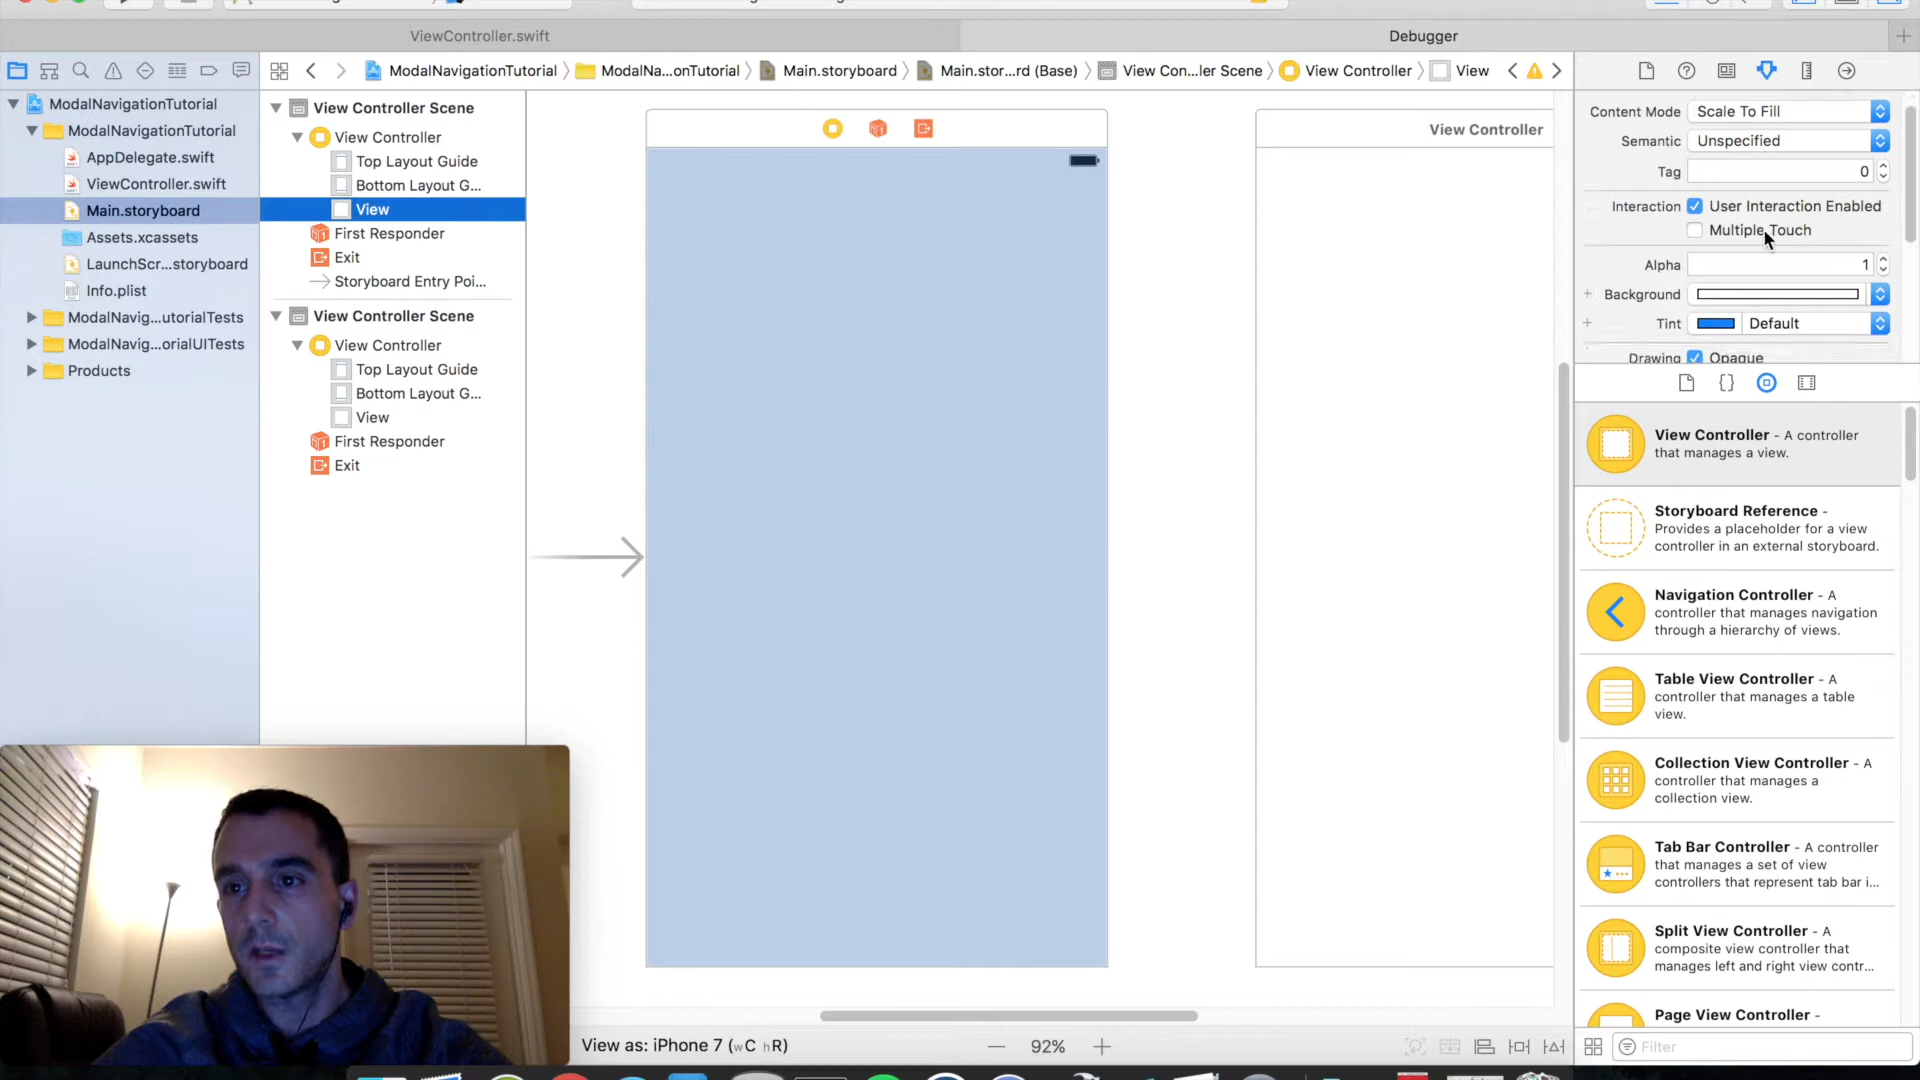 ViewController.swift
Debugger
ModalNavigationTutorial
ModalNa...onTutorial
Main.storyboard
Main.stor...rd (Base)
View Con...ler Scene
View Controller
View
ModalNavigationTutorial
ModalNavigationTutorial
AppDelegate.swift
ViewController.swift
Main.storyboard
Assets.xcassets
LaunchScr...storyboard
Info.plist
ModalNavig...utorialTests
ModalNavig...orialUITests
Products
View Controller Scene
View Controller
Top Layout Guide
Bottom Layout G...
View
First Responder
Exit
Storyboard Entry Poi...
View Controller Scene
View Controller
Top Layout Guide
Bottom Layout G...
View
First Responder
Exit
View Controller
Content Mode Scale To Fill
Semantic Unspecified
Tag 0
Interaction User Interaction Enabled
Multiple Touch
Alpha 1
Background
Tint Default
Drawing Opaque
View Controller - A controller
that manages a view.
Storyboard Reference -
Provides a placeholder for a view
controller in an external storyboard.
Navigation Controller - A
controller that manages navigation
through a hierarchy of views.
Table View Controller - A
controller that manages a table
view.
Collection View Controller - A
controller that manages a
collection view.
Tab Bar Controller - A controller
that manages a set of view
controllers that represent tab bar i...
Split View Controller - A
composite view controller that
manages left and right view contr...
Page View Controller -
Filter
View as: iPhone 7 (wC hR)
92%